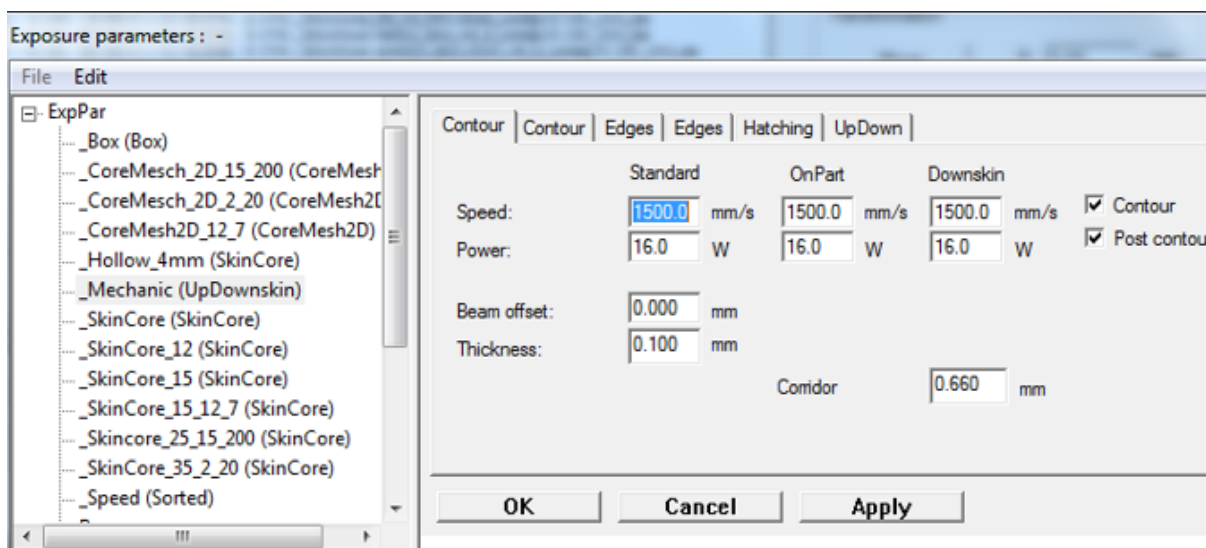 Exposure parameters : -
File Edit
ExpPar
_Box (Box)
_CoreMesch_2D_15_200 (CoreMesh
_CoreMesch_2D_2_20 (CoreMesh2D
_CoreMesh2D_12_7 (CoreMesh2D)
_Hollow_4mm (SkinCore)
_Mechanic (UpDownskin)
_SkinCore (SkinCore)
_SkinCore_12 (SkinCore)
_SkinCore_15 (SkinCore)
_SkinCore_15_12_7 (SkinCore)
_Skincore_25_15_200 (SkinCore)
_SkinCore_35_2_20 (SkinCore)
_Speed (Sorted)
Contour Contour Edges Edges Hatching UpDown
Standard OnPart Downskin
Speed: 1500.0 mm/s 1500.0 mm/s 1500.0 mm/s Contour
Power: 16.0 W 16.0 W 16.0 W Post contou
Beam offset: 0.000 mm
Thickness: 0.100 mm
Corridor 0.660 mm
OK Cancel Apply